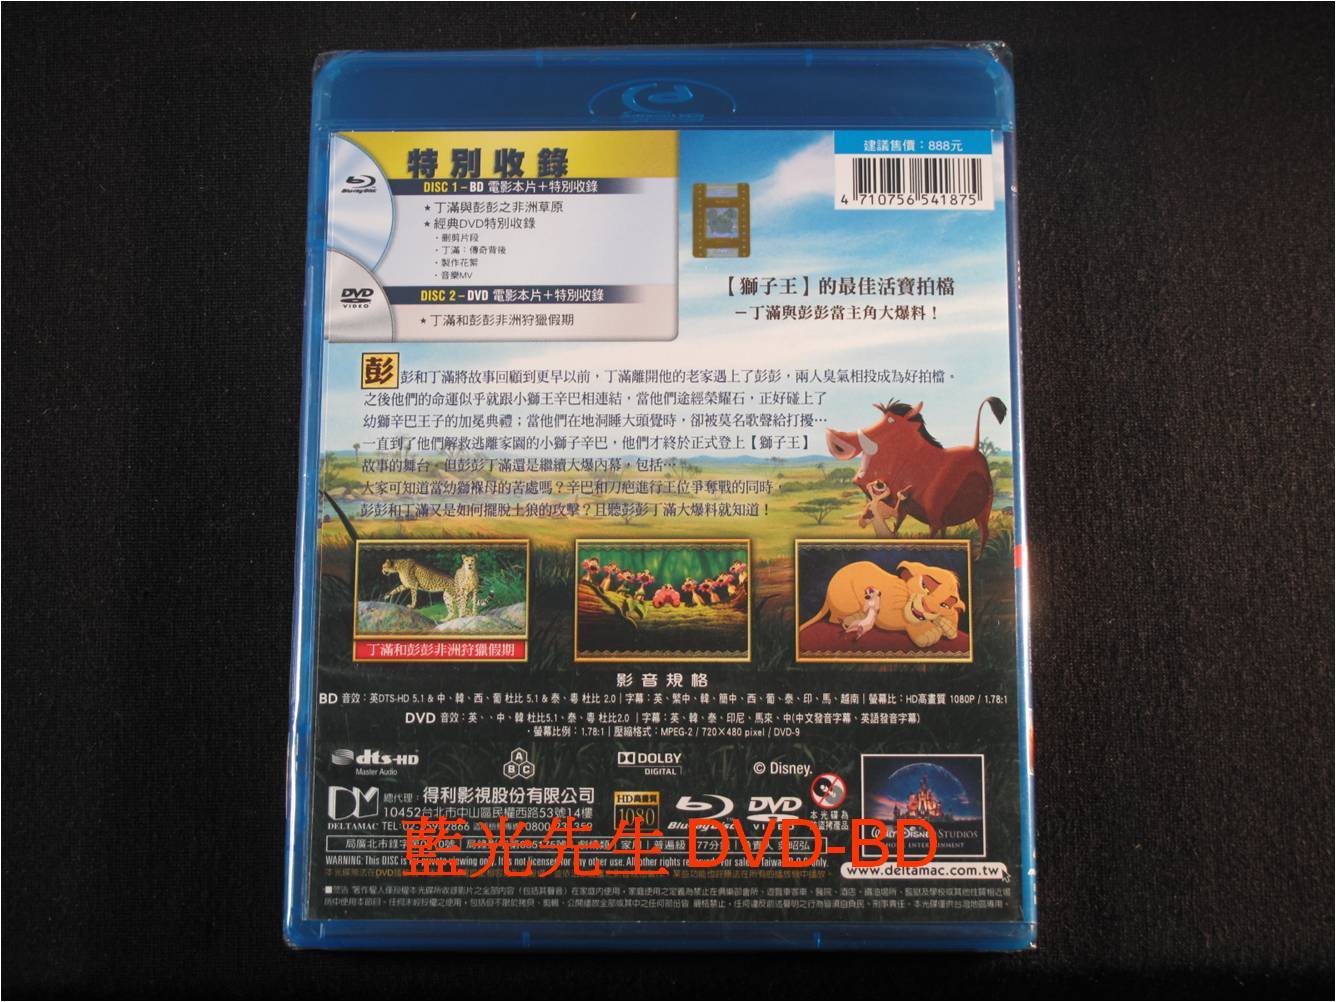 建議售價：888元
4 710756 541875
特別收錄
Blu-ray Disc
DISC 1 – BD 電影本片＋特別收錄
★ 丁滿與彭彭之非洲草原
★ 經典DVD特別收錄
．刪剪片段
．丁滿：傳奇背後
．製作花絮
．音樂MV
DVD
VIDEO
DISC 2 – DVD 電影本片＋特別收錄
★ 丁滿和彭彭非洲狩獵假期
【獅子王】的最佳活寶拍檔
－丁滿與彭彭當主角大爆料！
彭彭和丁滿將故事回顧到更早以前，丁滿離開他的老家遇上了彭彭，兩人臭氣相投成為好拍檔。
之後他們的命運似乎就跟小獅王辛巴相連結，當他們途經榮耀石，正好碰上了
幼獅辛巴王子的加冕典禮；當他們在地洞睡大頭覺時，卻被莫名歌聲給打擾…
一直到了他們解救逃離家園的小獅子辛巴，他們才終於正式登上【獅子王】
故事的舞台。但彭彭丁滿還是繼續大爆內幕，包括…
大家可知道當幼獅褓母的苦處嗎？辛巴和刀疤進行王位爭奪戰的同時，
彭彭和丁滿又是如何擺脫土狼的攻擊？且聽彭彭丁滿大爆料就知道！
丁滿和彭彭非洲狩獵假期
影音規格
BD 音效：英DTS-HD 5.1 & 中、韓、西、葡 杜比 5.1 & 泰、粵 杜比 2.0｜字幕：英、繁中、韓、簡中、西、葡、泰、印、馬、越南｜螢幕比：HD高畫質 1080P / 1.78:1
DVD 音效：英、、中、韓 杜比5.1、泰、粵 杜比2.0 ｜字幕：英、韓、泰、印尼、馬來、中(中文發音字幕、英語發音字幕)
．螢幕比例：1.78:1｜壓縮格式：MPEG-2 / 720×480 pixel / DVD-9
dts-HD
Master Audio
A B C
DOLBY
DIGITAL
© Disney.
DELTAMAC
總代理：得利影視股份有限公司
10452台北市中山區民權西路53號14樓
HD高畫質
1080
Blu-ray Disc
DVD
本光碟為
WALT DISNEY STUDIOS
HOME ENTERTAINMENT
藍光先生 DVD-BD
www.deltamac.com.tw